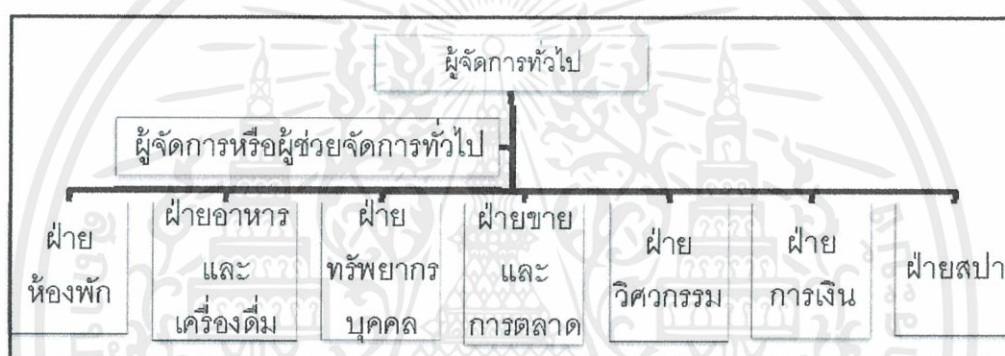 ผู้จัดการทั่วไป
ผู้จัดการหรือผู้ช่วยจัดการทั่วไป
ฝ่าย
ห้องพัก
ฝ่ายอาหาร
และ
เครื่องดื่ม
ฝ่าย
ทรัพยากร
บุคคล
ฝ่ายขาย
และ
การตลาด
ฝ่าย
วิศวกรรม
ฝ่าย
การเงิน
ฝ่ายสปา